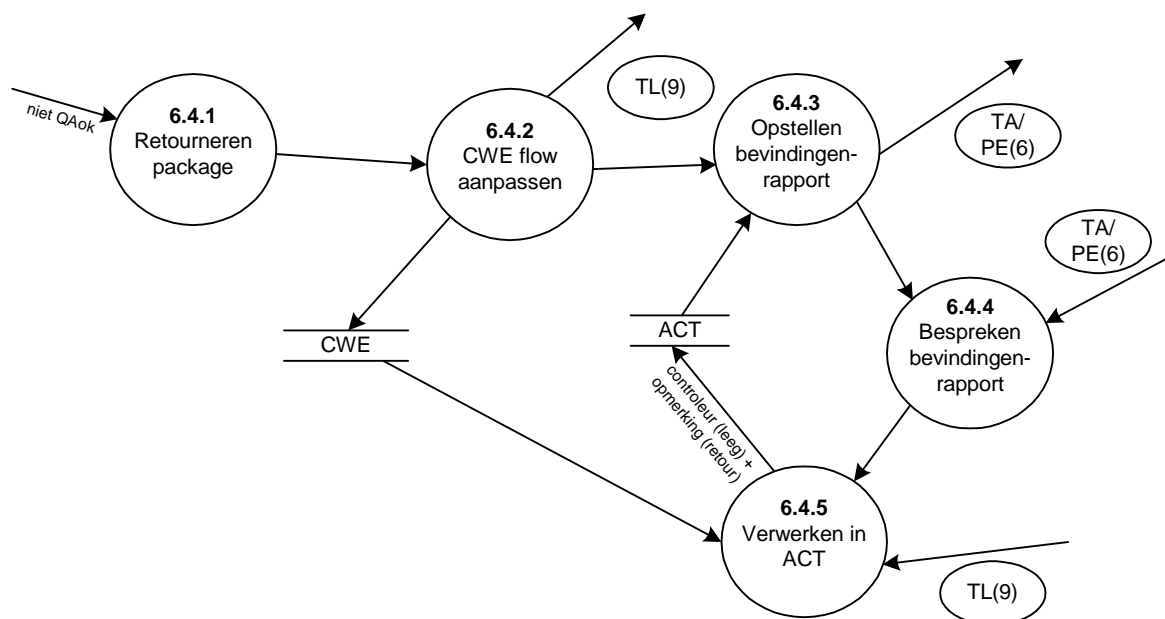 niet QAok
6.4.1
Retourneren
package
6.4.2
CWE flow
aanpassen
TL(9)
6.4.3
Opstellen
bevindingen-
rapport
TA/
PE(6)
TA/
PE(6)
6.4.4
Bespreken
bevindingen-
rapport
CWE
ACT
controleur (leeg) +
opmerking (retour)
6.4.5
Verwerken in
ACT
TL(9)